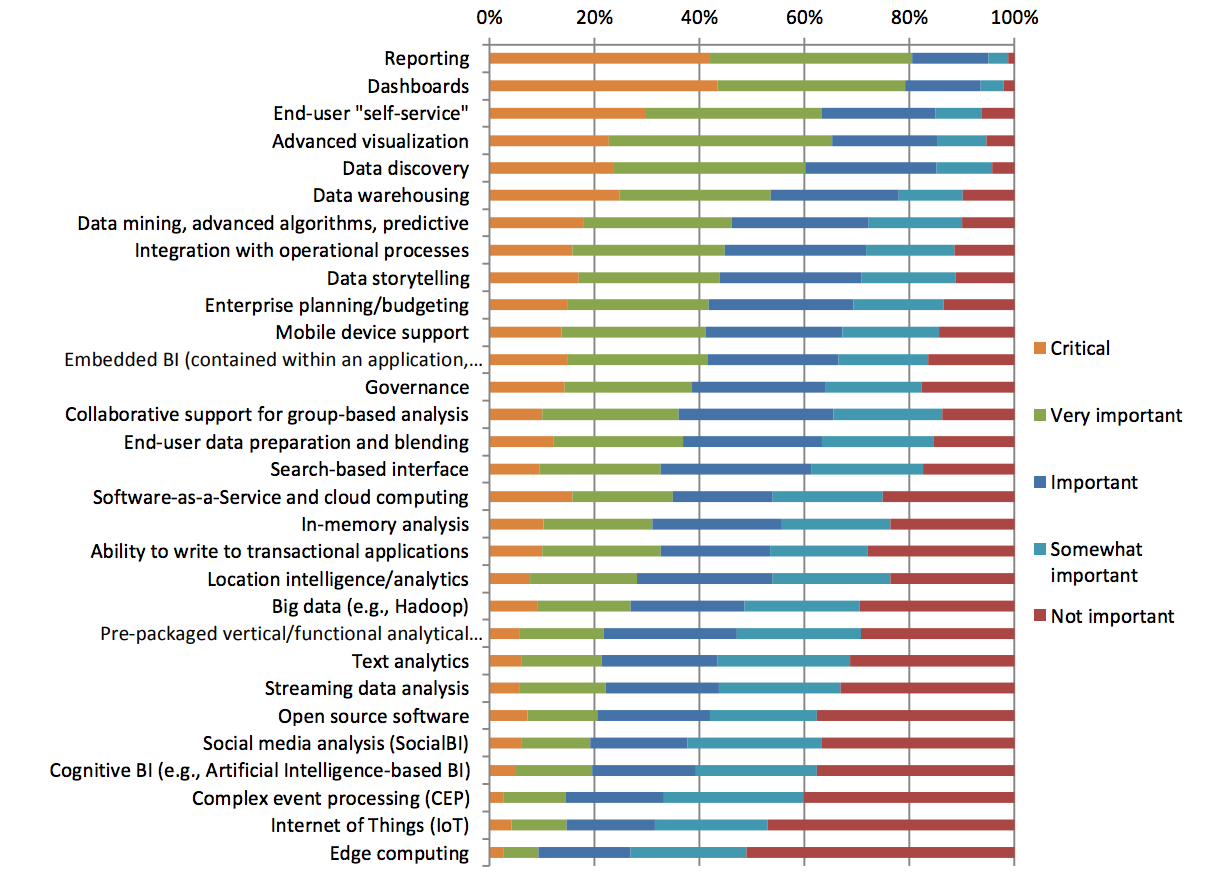 0% 20% 40% 60% 80% 100%
Reporting
Dashboards
End-user "self-service"
Advanced visualization
Data discovery
Data warehousing
Data mining, advanced algorithms, predictive
Integration with operational processes
Data storytelling
Enterprise planning/budgeting
Mobile device support
Embedded BI (contained within an application,...
Governance
Collaborative support for group-based analysis
End-user data preparation and blending
Search-based interface
Software-as-a-Service and cloud computing
In-memory analysis
Ability to write to transactional applications
Location intelligence/analytics
Big data (e.g., Hadoop)
Pre-packaged vertical/functional analytical...
Text analytics
Streaming data analysis
Open source software
Social media analysis (SocialBI)
Cognitive BI (e.g., Artificial Intelligence-based BI)
Complex event processing (CEP)
Internet of Things (IoT)
Edge computing
Critical
Very important
Important
Somewhat
important
Not important